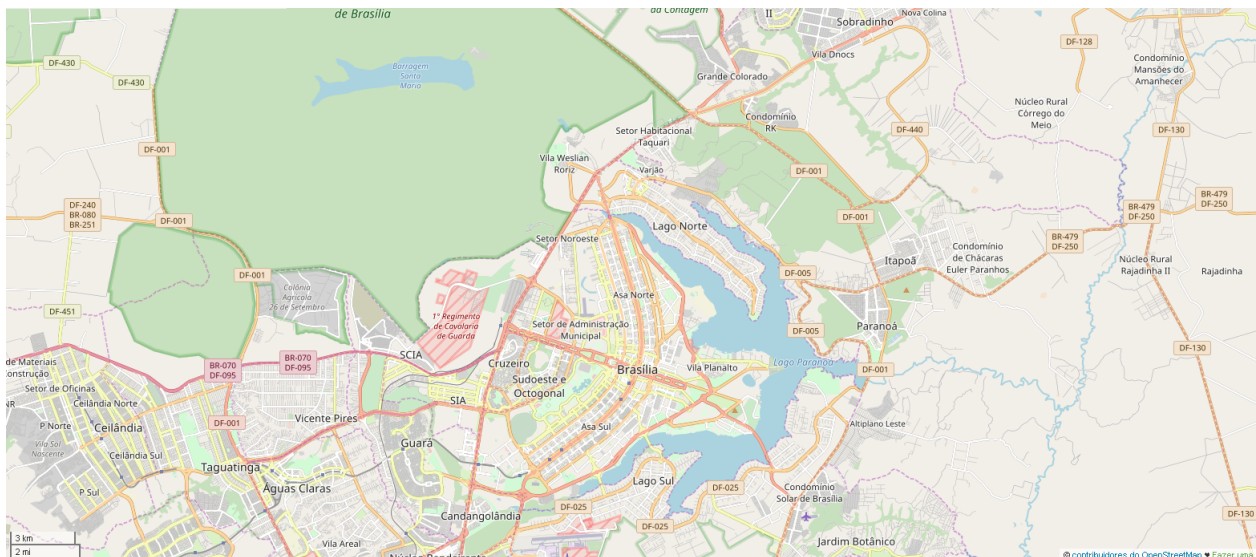 de Brasília
da Contagem
II
Nova Colina
Sobradinho
Vila Dnocs
DF-128
Condomínio
Mansões do
Amanhecer
DF-430
DF-430
Barragem
Santa
Maria
Grande Colorado
Núcleo Rural
Córrego do
Meio
Condomínio
RK
DF-440
DF-130
Setor Habitacional
Taquari
DF-001
Vila Weslian
Roriz
Varjão
DF-001
DF-240
BR-080
BR-251
DF-001
DF-001
BR-479
DF-250
BR-479
DF-250
Lago Norte
Setor Noroeste
BR-479
DF-250
Condomínio
de Chácaras
Euler Paranhos
Itapoã
Núcleo Rural
Rajadinha II
Rajadinha
DF-001
DF-005
Colônia
Agrícola
26 de Setembro
Asa Norte
DF-451
1º Regimento
de Cavalaria
de Guarda
Setor de Administração
Municipal
DF-005
Paranoá
DF-130
SCIA
Cruzeiro
BR-070
DF-095
BR-070
DF-095
de Materiais
Construção
Lago Paranoá
Brasília
Vila Planalto
DF-001
Sudoeste e
Octogonal
Setor de Oficinas
Ceilândia Norte
SIA
NR
P Norte
Ceilândia
DF-001
Vicente Pires
Asa Sul
Altiplano Leste
Vila Sol
Nascente
Guará
Ceilândia Sul
Taguatinga
Lago Sul
P Sul
Águas Claras
DF-025
Condomínio
Solar de Brasília
DF-025
DF-025
Candangolândia
DF-130
3 km
2 mi
Vila Areal
Núcleo Bandeirante
Jardim Botânico
© contribuidores do OpenStreetMap ♥ Fazer uma